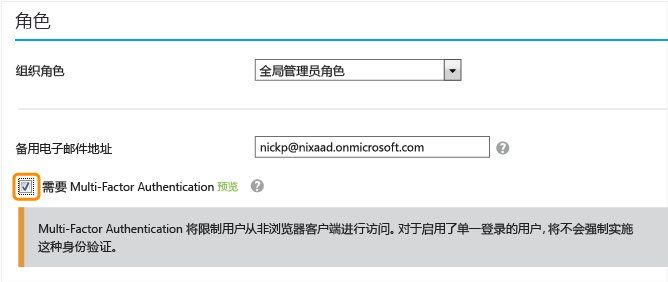 角色
组织角色 全局管理员角色
备用电子邮件地址 nickp@nixaad.onmicrosoft.com ?
需要 Multi-Factor Authentication 预览 ?
Multi-Factor Authentication 将限制用户从非浏览器客户端进行访问。对于启用了单一登录的用户，将不会强制实施
这种身份验证。